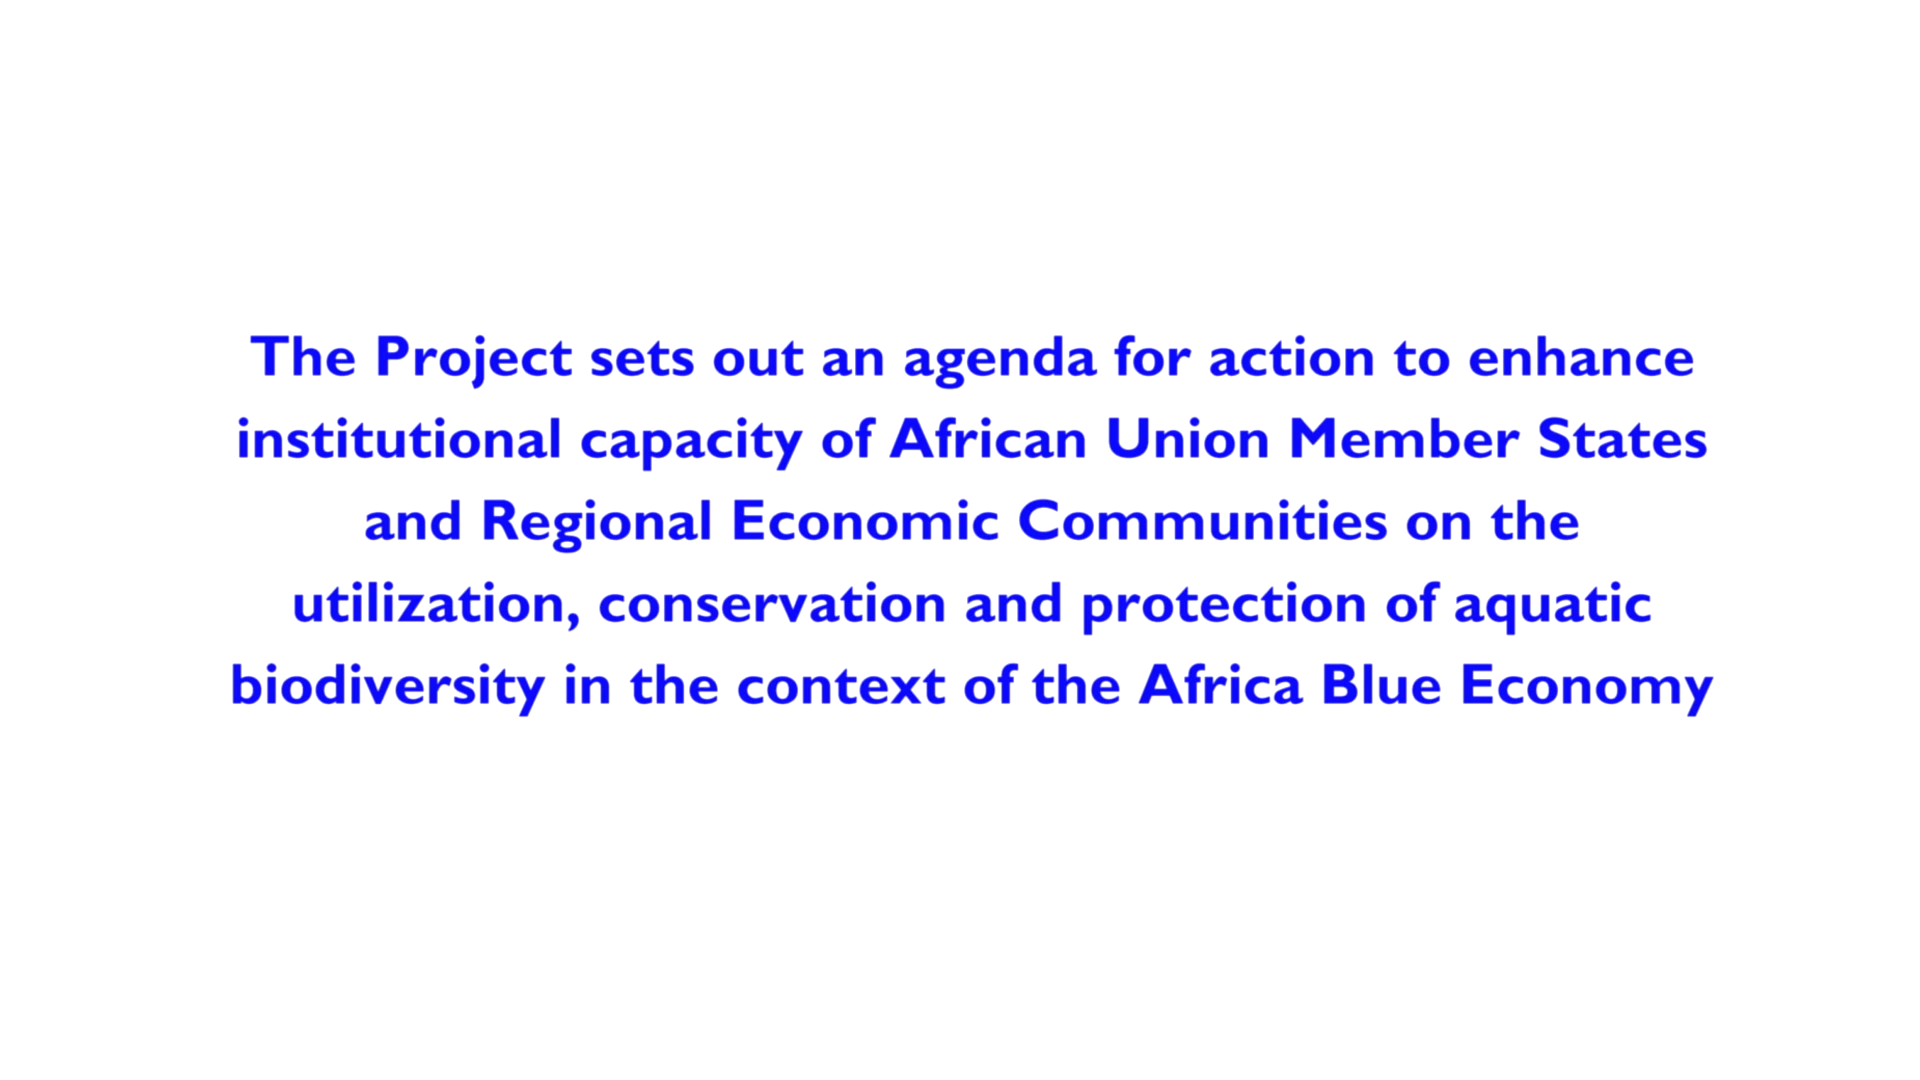 The Project sets out an agenda for action to enhance
institutional capacity of African Union Member States
and Regional Economic Communities on the
utilization, conservation and protection of aquatic
biodiversity in the context of the Africa Blue Economy